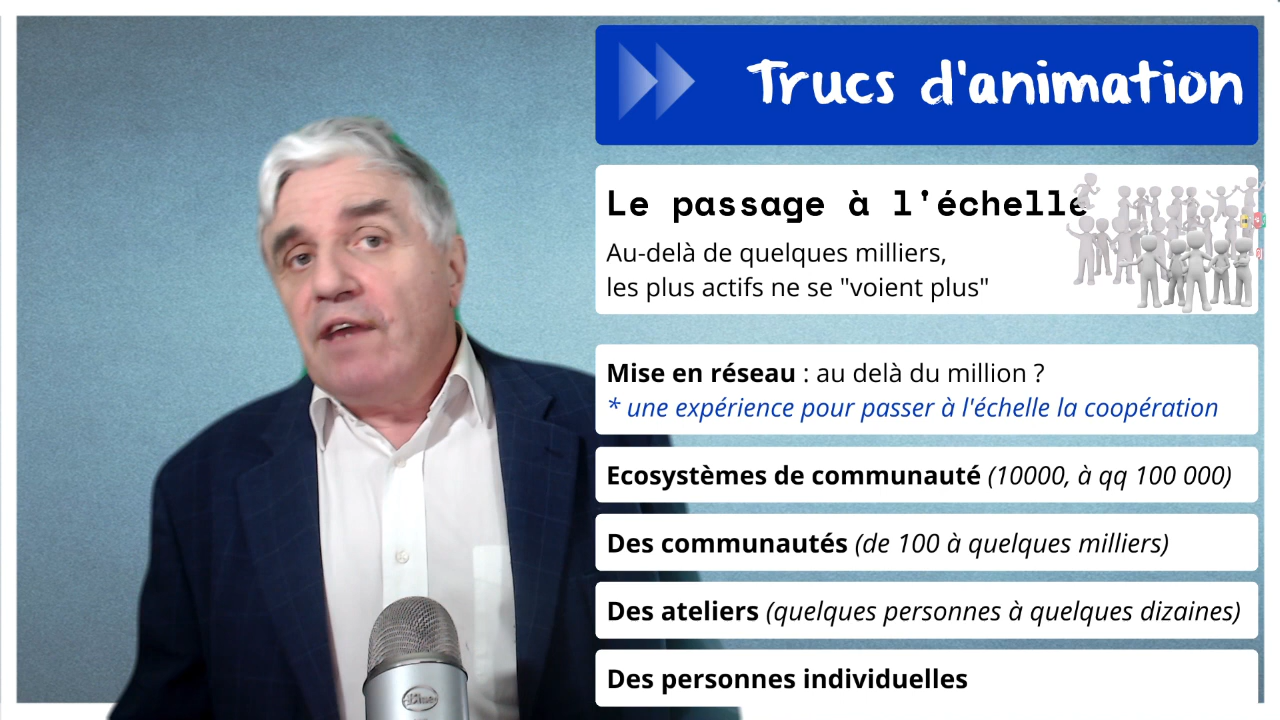 Trucs d'animation
Le passage à l'échelle
Au-delà de quelques milliers,
les plus actifs ne se "voient plus"
Mise en réseau : au delà du million ?
* une expérience pour passer à l'échelle la coopération
Ecosystèmes de communauté (10000, à qq 100 000)
Des communautés (de 100 à quelques milliers)
Des ateliers (quelques personnes à quelques dizaines)
Des personnes individuelles
Blue